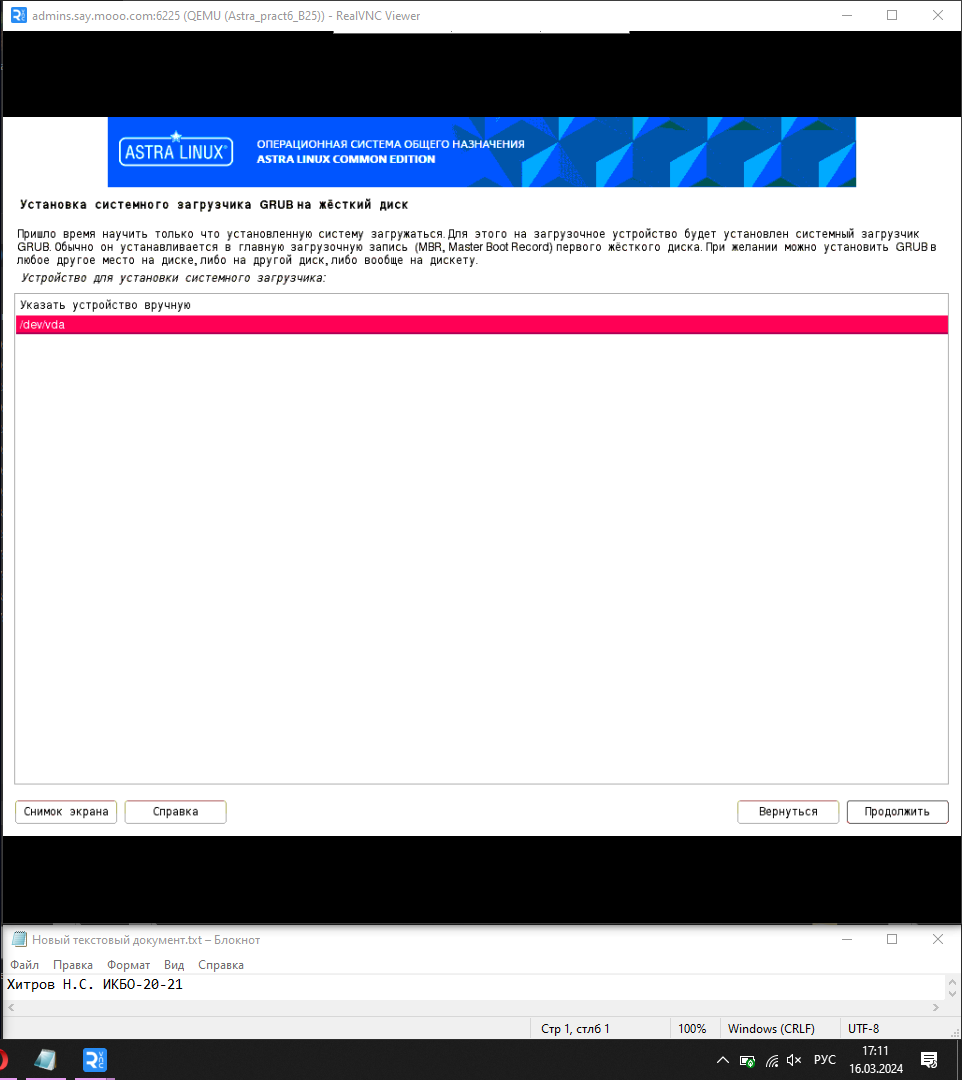 admins.say.mooo.com:6225 (QEMU (Astra_pract6_B25)) - RealVNC Viewer
ASTRA LINUX®
ОПЕРАЦИОННАЯ СИСТЕМА ОБЩЕГО НАЗНАЧЕНИЯ
ASTRA LINUX COMMON EDITION
Установка системного загрузчика GRUB на жёсткий диск
Пришло время научить только что установленную систему загружаться. Для этого на загрузочное устройство будет установлен системный загрузчик
GRUB. Обычно он устанавливается в главную загрузочную запись (MBR, Master Boot Record) первого жёсткого диска. При желании можно установить GRUB в
любое другое место на диске, либо на другой диск, либо вообще на дискету.
Устройство для установки системного загрузчика:
Указать устройство вручную
/dev/vda
Снимок экрана Справка Вернуться Продолжить
Новый текстовый документ.txt – Блокнот
Файл Правка Формат Вид Справка
Хитров Н.С. ИКБО-20-21
Стр 1, стлб 1 100% Windows (CRLF) UTF-8
РУС 17:11
16.03.2024